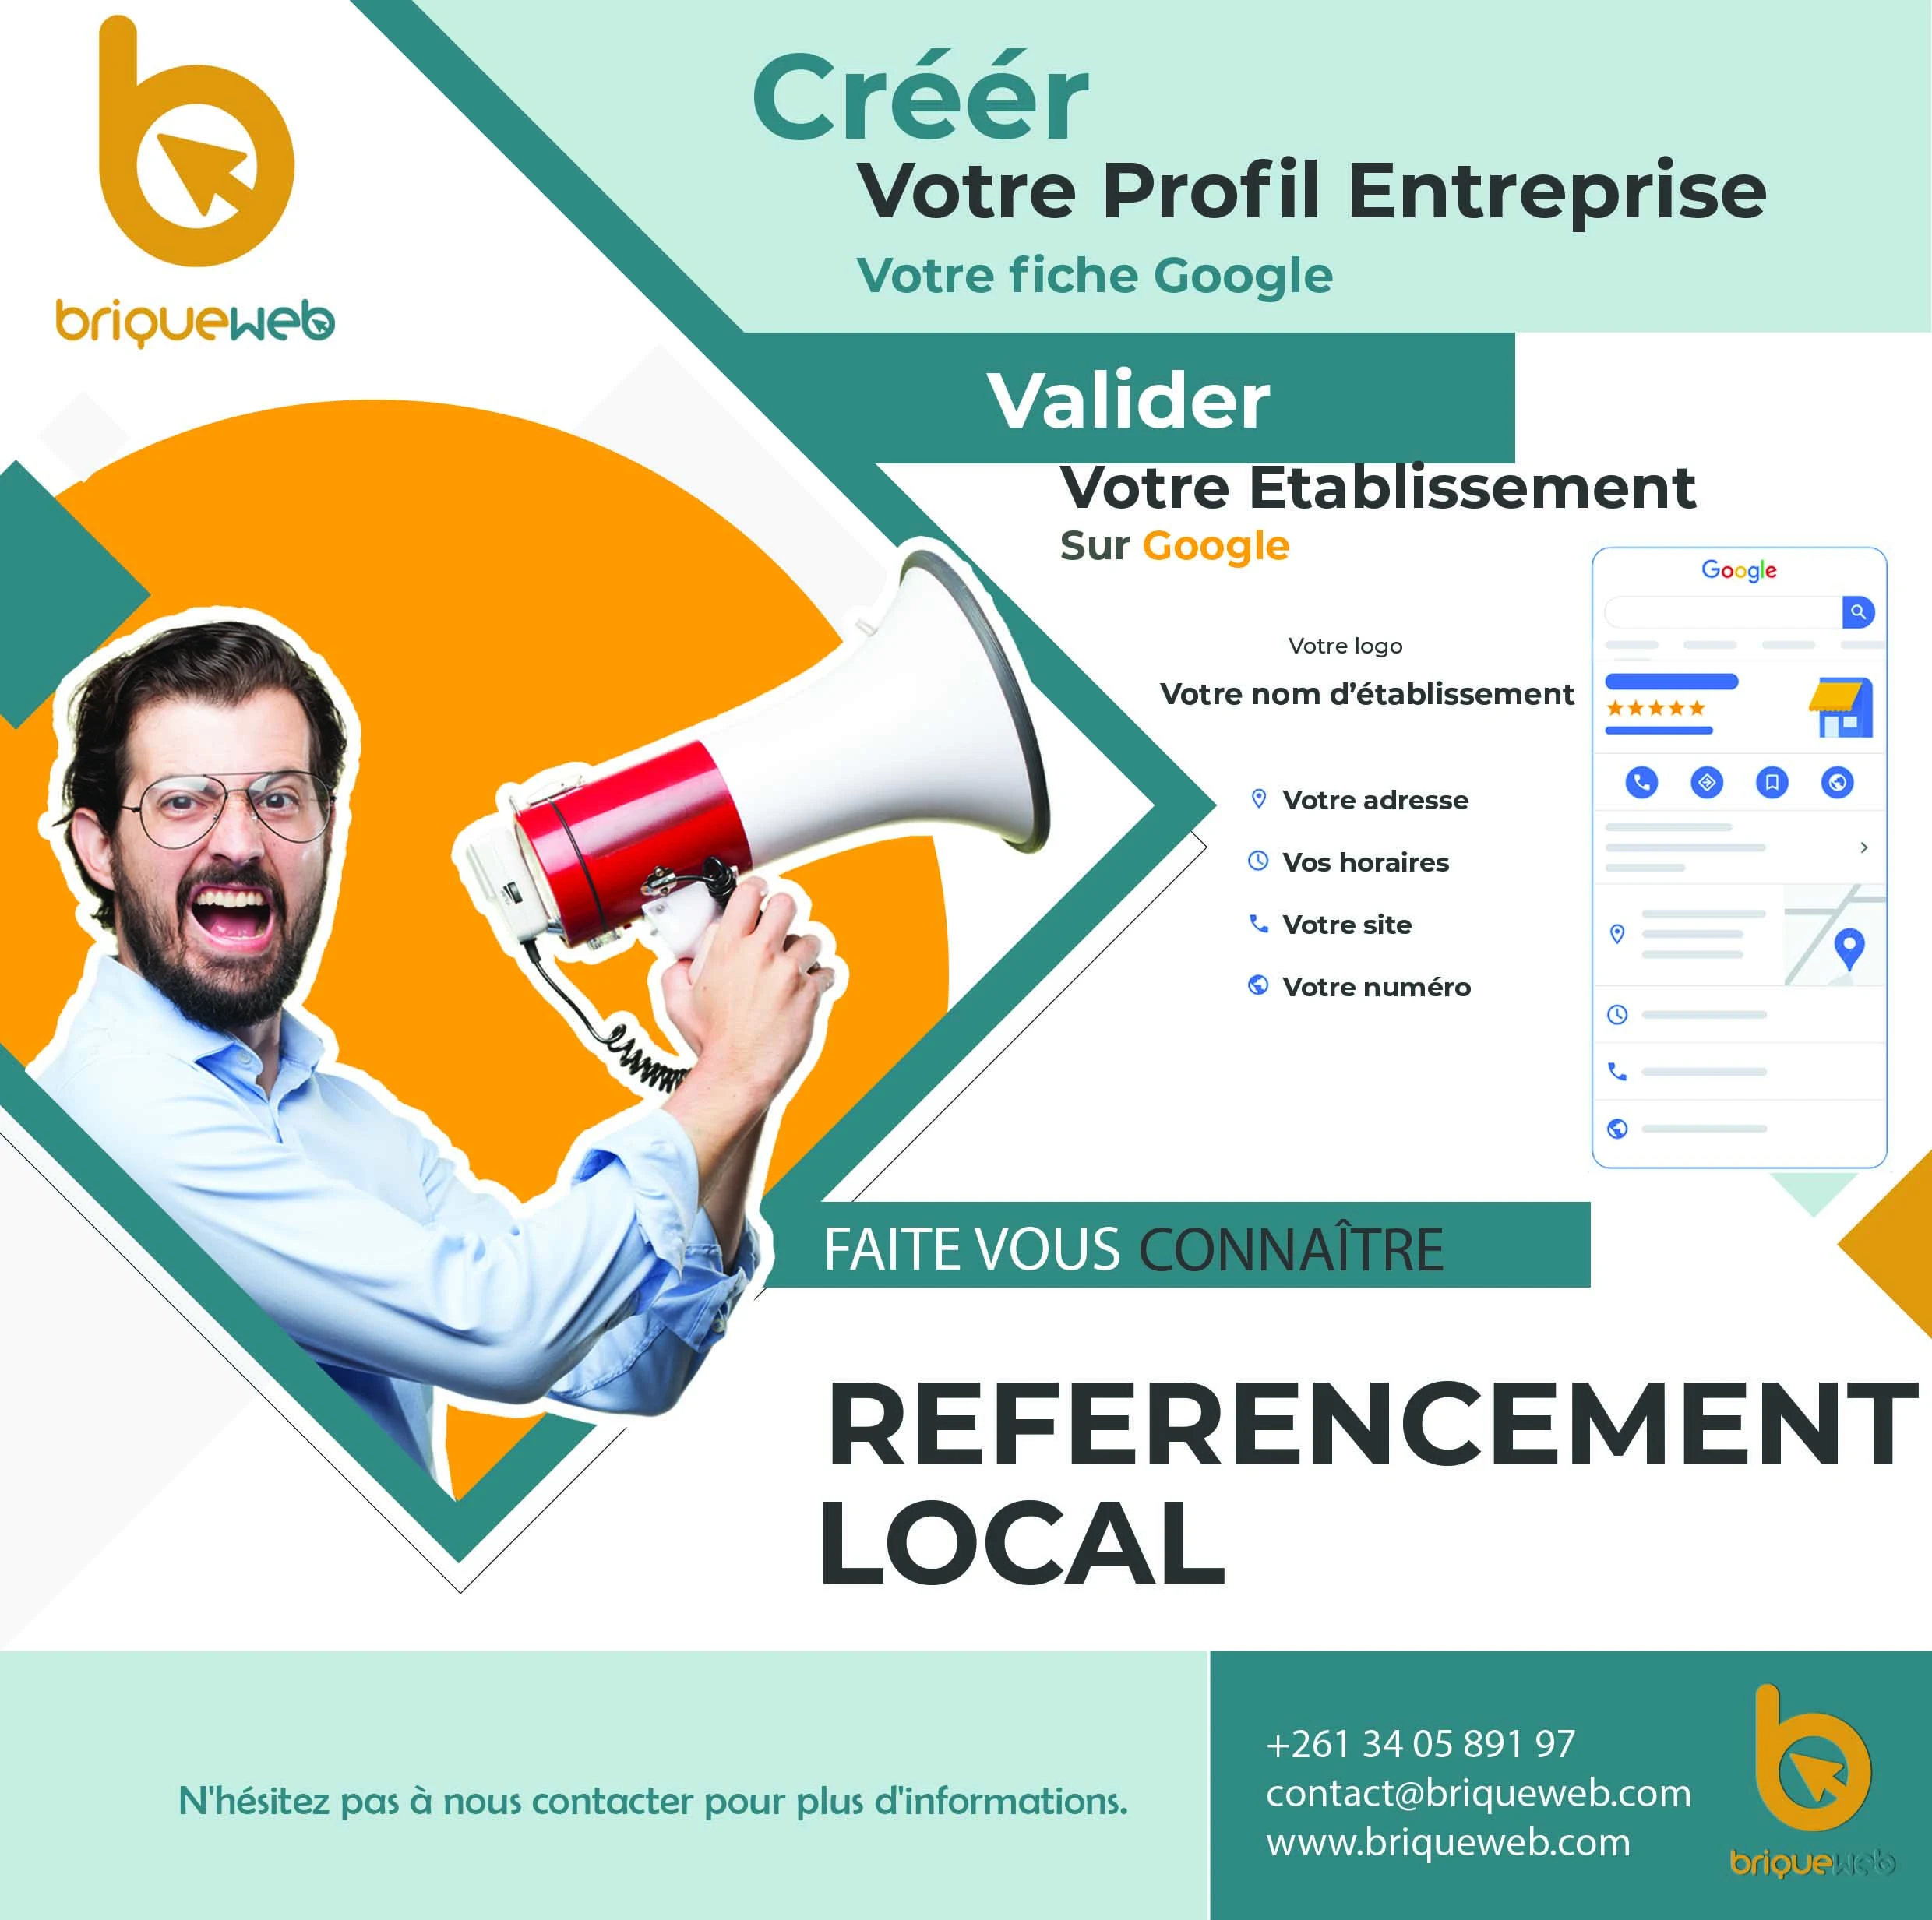 briqueweb
Créér
Votre Profil Entreprise
Votre fiche Google
Valider
Votre Etablissement
Sur Google
Google
Votre logo
Votre nom d’établissement
Votre adresse
Vos horaires
Votre site
Votre numéro
FAITE VOUS CONNAÎTRE
REFERENCEMENT
LOCAL
N'hésitez pas à nous contacter pour plus d'informations.
+261 34 05 891 97
contact@briqueweb.com
www.briqueweb.com
briqueweb